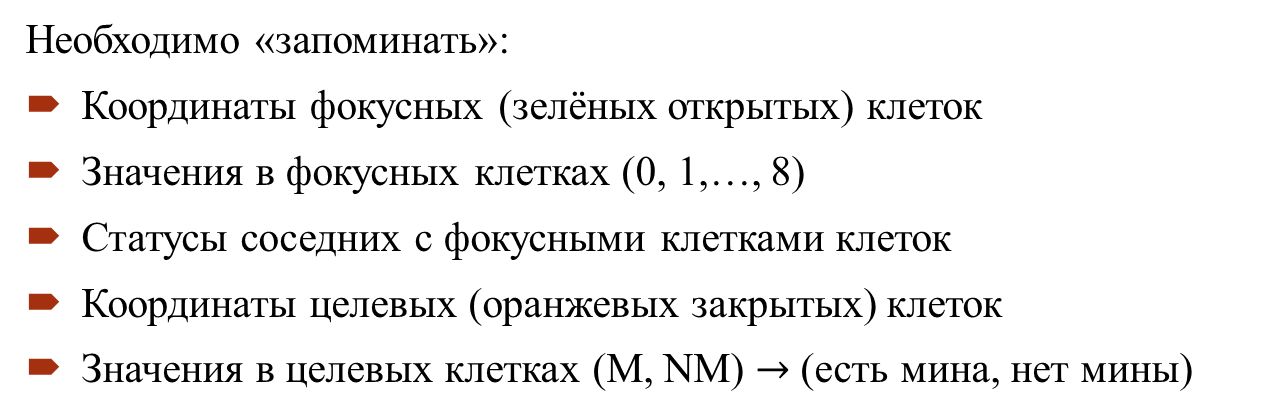 Необходимо «запоминать»:
Координаты фокусных (зелёных открытых) клеток
Значения в фокусных клетках (0, 1,…, 8)
Статусы соседних с фокусными клетками клеток
Координаты целевых (оранжевых закрытых) клеток
Значения в целевых клетках (M, NM) → (есть мина, нет мины)